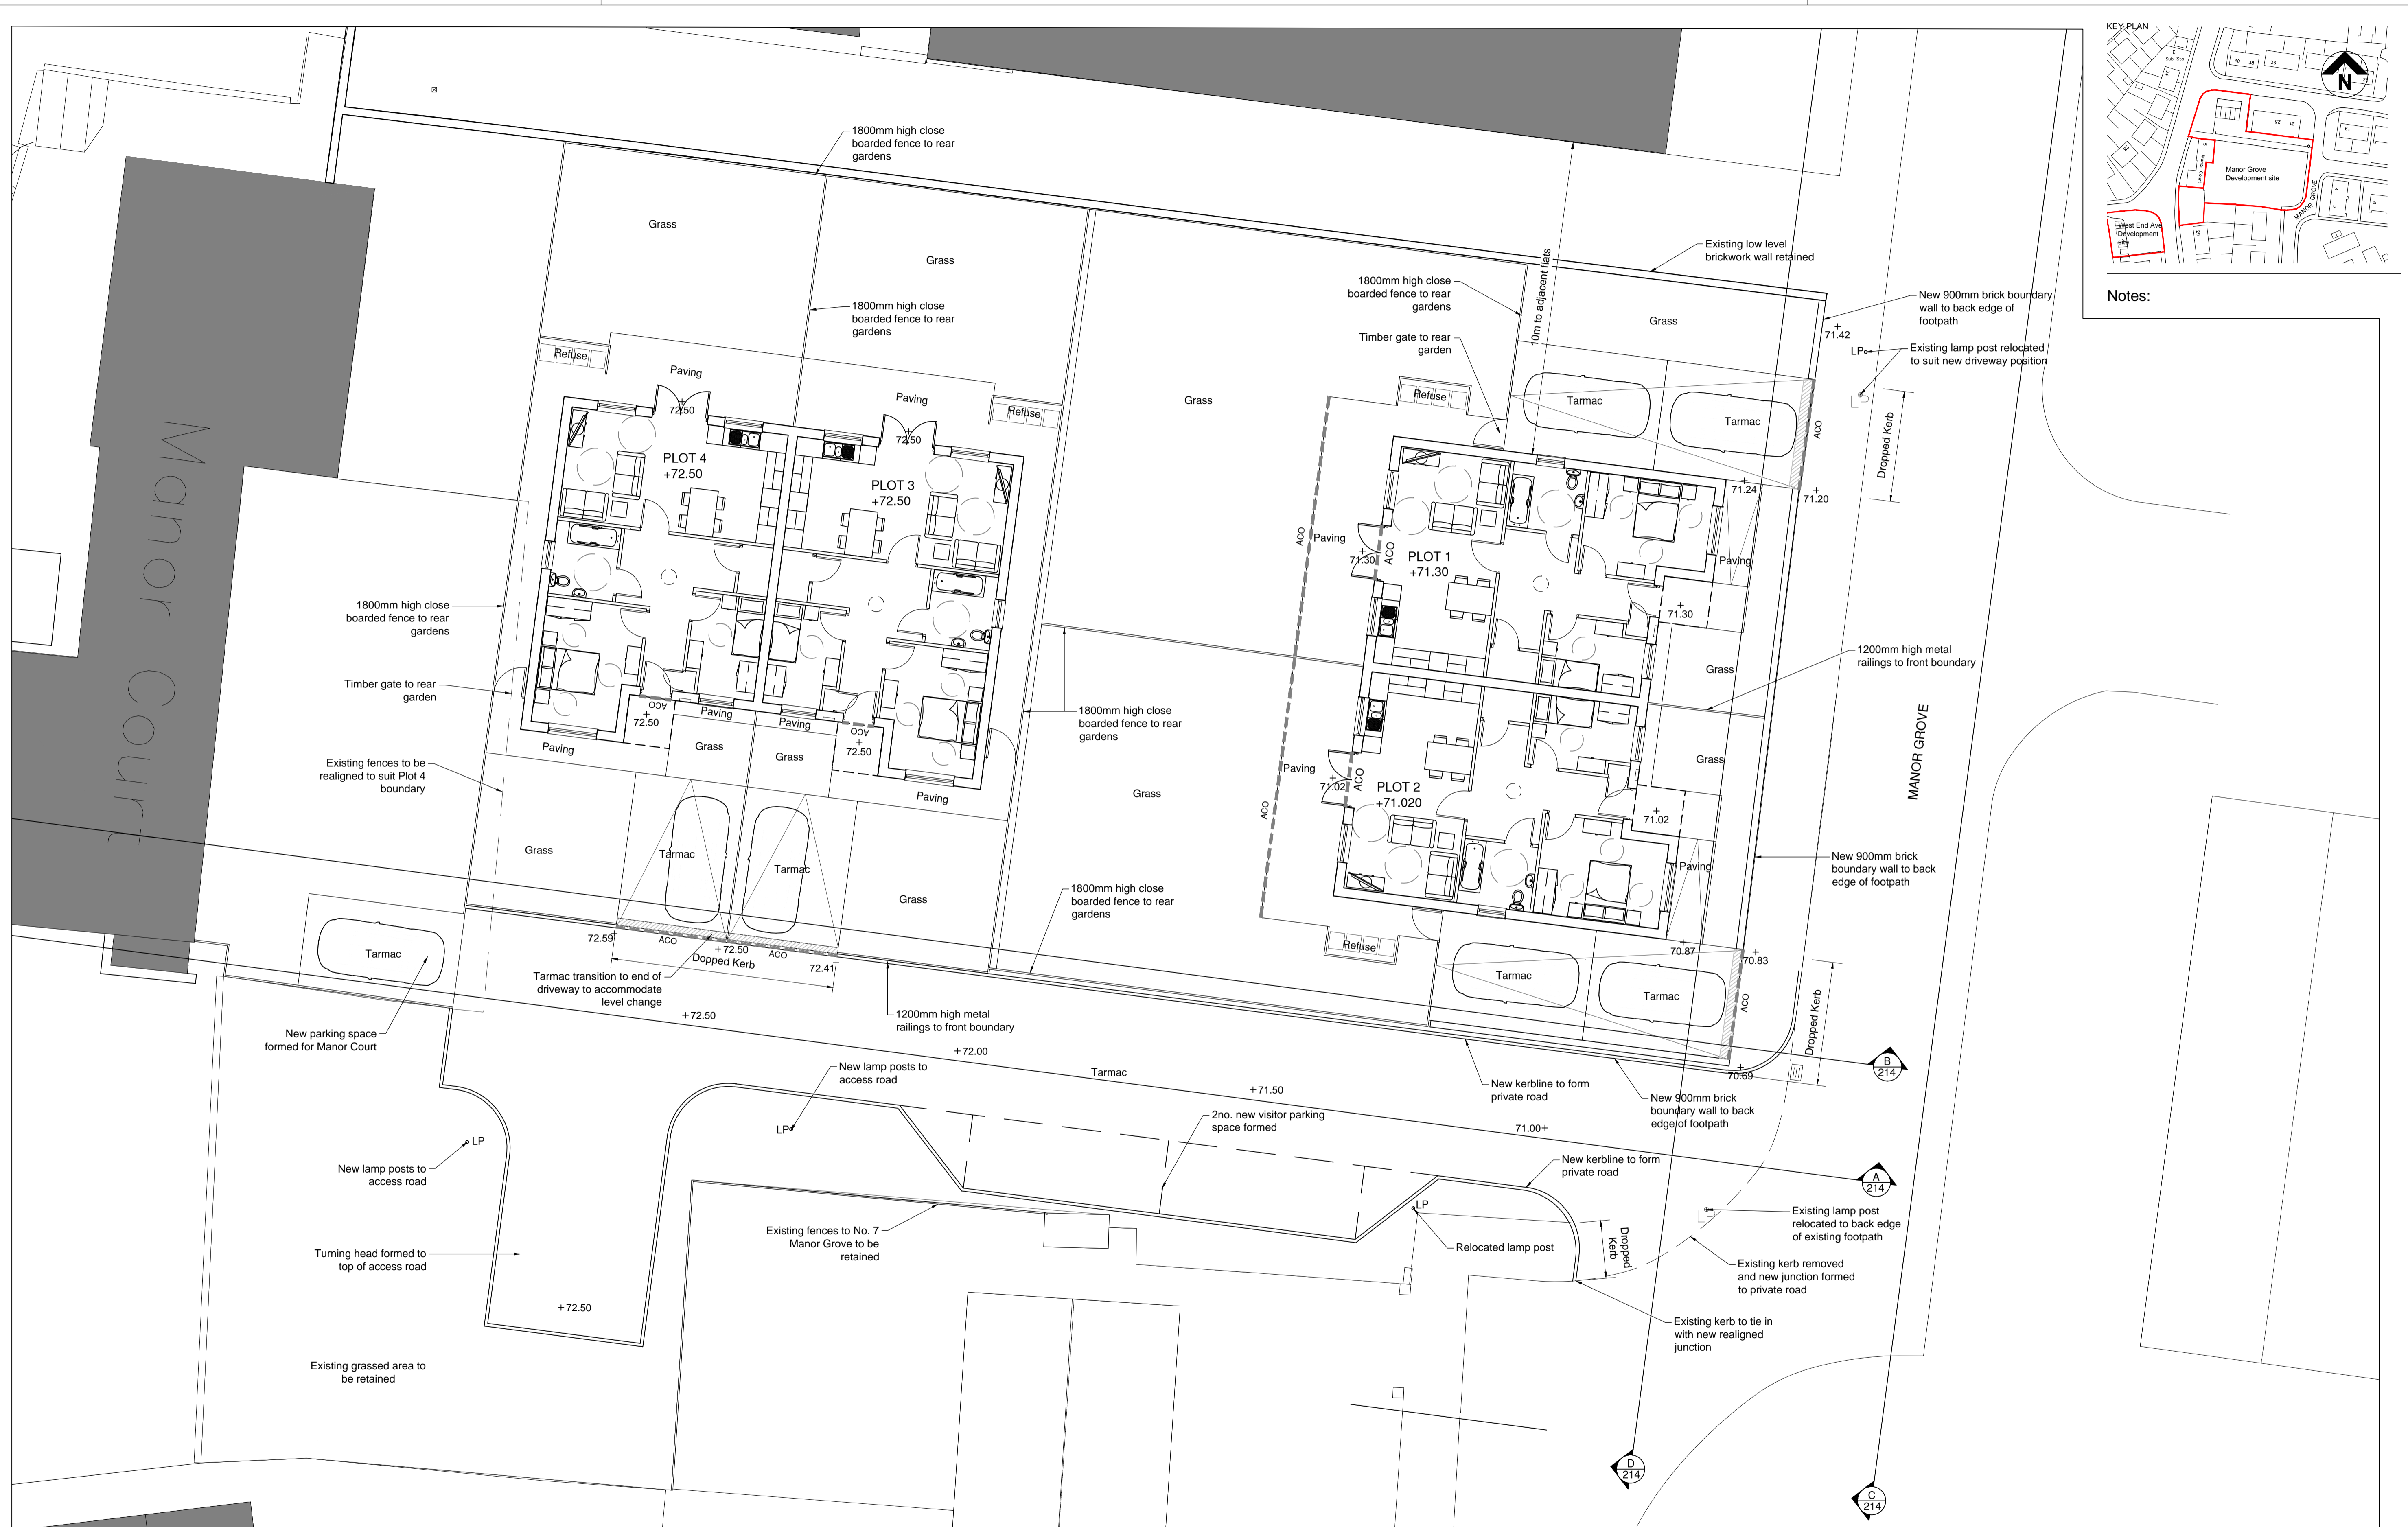 KEY PLAN
Sub Sta
40 38 36
N
Manor Court
Manor Grove
Development site
MANOR GROVE
West End Ave
Development
site
Notes:
1800mm high close
boarded fence to rear
gardens
Grass
Grass
1800mm high close
boarded fence to rear
gardens
Existing low level
brickwork wall retained
10m to adjacent flats
1800mm high close
boarded fence to rear
gardens
Grass
New 900mm brick boundary
wall to back edge of
footpath
71.42
Timber gate to rear
garden
LP
Existing lamp post relocated
to suit new driveway position
LP
Refuse
Paving
Paving
Refuse
Grass
Refuse
Tarmac
Tarmac
ACO
Dropped Kerb
72.50
72.50
PLOT 4
+72.50
PLOT 3
+72.50
71.24
71.20
Manor Court
ACO
Paving
71.30
ACO
PLOT 1
+71.30
Paving
71.30
1800mm high close
boarded fence to rear
gardens
Timber gate to rear
garden
ACO
72.50
Paving
Paving
ACO
72.50
1800mm high close
boarded fence to rear
gardens
Grass
1200mm high metal
railings to front boundary
MANOR GROVE
Paving
Grass
Grass
Paving
Existing fences to be
realigned to suit Plot 4
boundary
Grass
Paving
71.02
ACO
ACO
PLOT 2
+71.020
Grass
71.02
Grass
Tarmac
Tarmac
Grass
1800mm high close
boarded fence to rear
gardens
Paving
New 900mm brick
boundary wall to back
edge of footpath
72.59
ACO
+72.50
ACO
72.41
Dopped Kerb
Refuse
70.87
70.83
Tarmac
Tarmac
Tarmac
ACO
Dropped Kerb
Tarmac transition to end of
driveway to accommodate
level change
+72.50
1200mm high metal
railings to front boundary
New parking space
formed for Manor Court
+72.00
Tarmac
+71.50
New lamp posts to
access road
New kerbline to form
private road
70.69
B
214
New 900mm brick
boundary wall to back
edge of footpath
LP
LP
2no. new visitor parking
space formed
71.00+
New lamp posts to
access road
New kerbline to form
private road
A
214
LP
Existing fences to No. 7
Manor Grove to be
retained
Relocated lamp post
Dropped
Kerb
LP
Existing lamp post
relocated to back edge
of existing footpath
Turning head formed to
top of access road
Existing kerb removed
and new junction formed
to private road
+72.50
Existing kerb to tie in
with new realigned
junction
Existing grassed area to
be retained
D
214
C
214